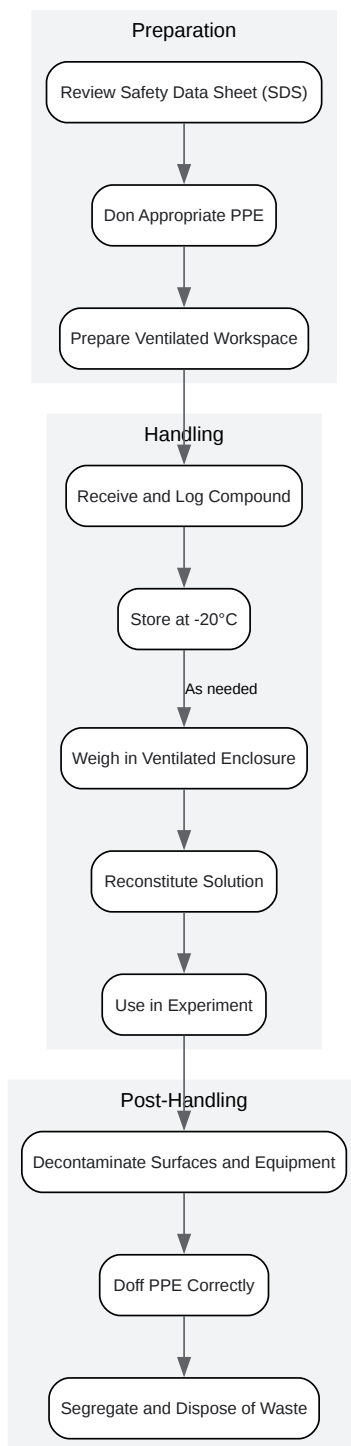 Preparation
Review Safety Data Sheet (SDS)
Don Appropriate PPE
Prepare Ventilated Workspace
Handling
Receive and Log Compound
Store at -20°C
As needed
Weigh in Ventilated Enclosure
Reconstitute Solution
Use in Experiment
Post-Handling
Decontaminate Surfaces and Equipment
Doff PPE Correctly
Segregate and Dispose of Waste